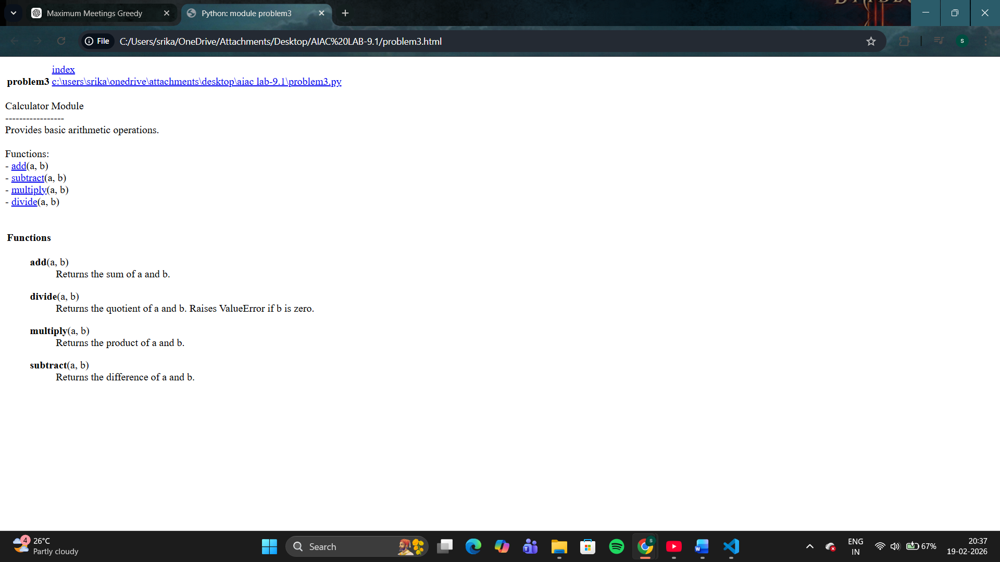 Maximum Meetings Greedy
Python: module problem3
File
C:/Users/srika/OneDrive/Attachments/Desktop/AIAC%20LAB-9.1/problem3.html
s
index
problem3 c:\users\srika\onedrive\attachments\desktop\aiac lab-9.1\problem3.py
Calculator Module
-----------------
Provides basic arithmetic operations.
Functions:
- add(a, b)
- subtract(a, b)
- multiply(a, b)
- divide(a, b)
Functions
add(a, b)
Returns the sum of a and b.
divide(a, b)
Returns the quotient of a and b. Raises ValueError if b is zero.
multiply(a, b)
Returns the product of a and b.
subtract(a, b)
Returns the difference of a and b.
4
26°C
Partly cloudy
Search
ENG
IN
67%
20:37
19-02-2026